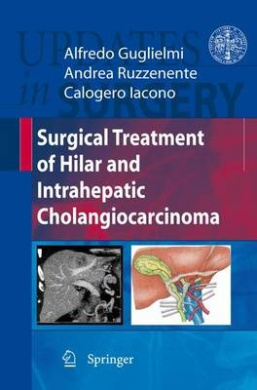 UPDATES
in
SURGERY
Alfredo Guglielmi
Andrea Ruzzenente
Calogero Iacono
Surgical Treatment
of Hilar and
Intrahepatic
Cholangiocarcinoma
Springer